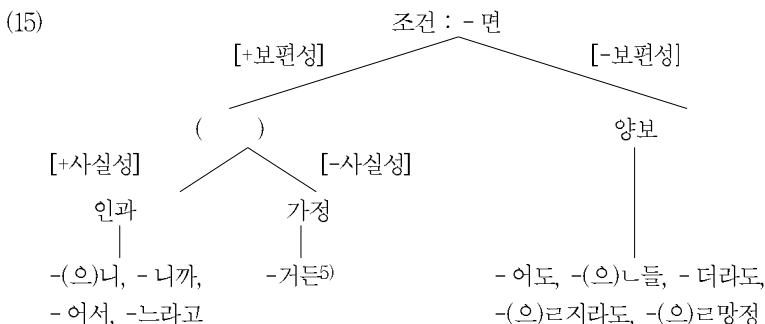 (15) 조건 : -면
[+보편성] [-보편성]
( ) 양보
[+사실성] [-사실성]
인과 가정
-(으)니, -니까, -거든5) -어도, -(으)ㄴ들, -더라도,
-어서, -느라고 -(으)ㄹ지라도, -(으)ㄹ망정